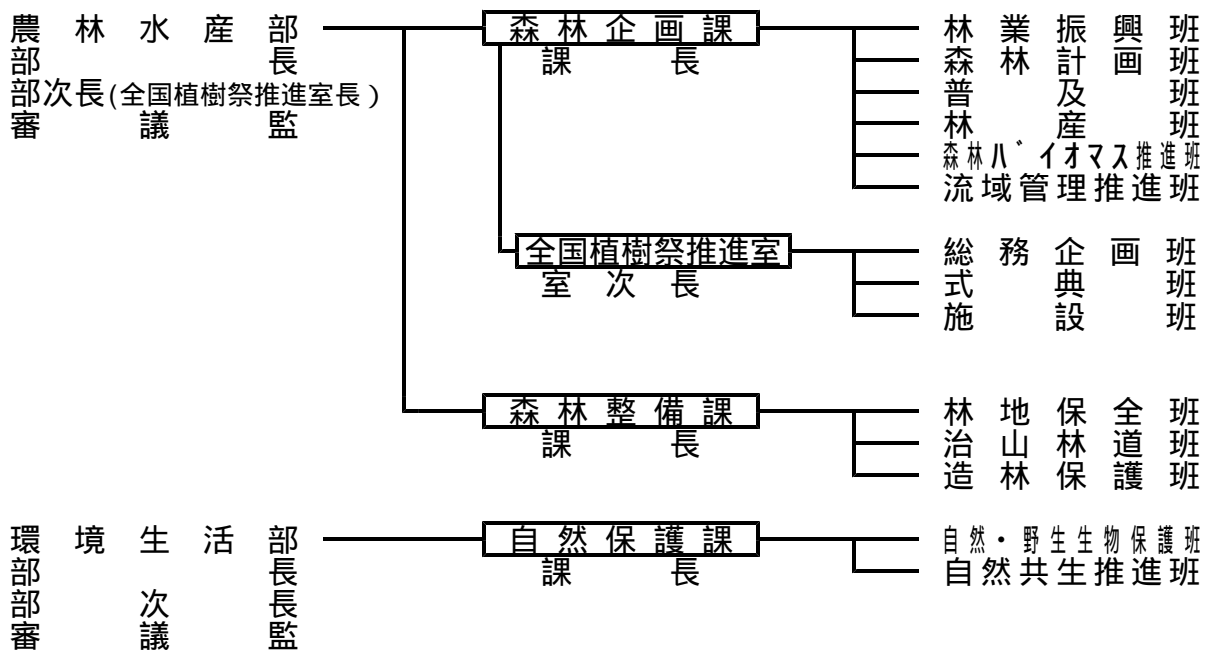 農林水産部 森林企画課 林業振興班
部長 課長 森林計画班
部次長(全国植樹祭推進室長) 普及班
審議監 林産班
森林バイオマス推進班
流域管理推進班
全国植樹祭推進室 総務企画班
室次長 式典班
施設班
森林整備課 林地保全班
課長 治山林道班
造林保護班
環境生活部 自然保護課 自然・野生生物保護班
部長 課長 自然共生推進班
部次長
審議監